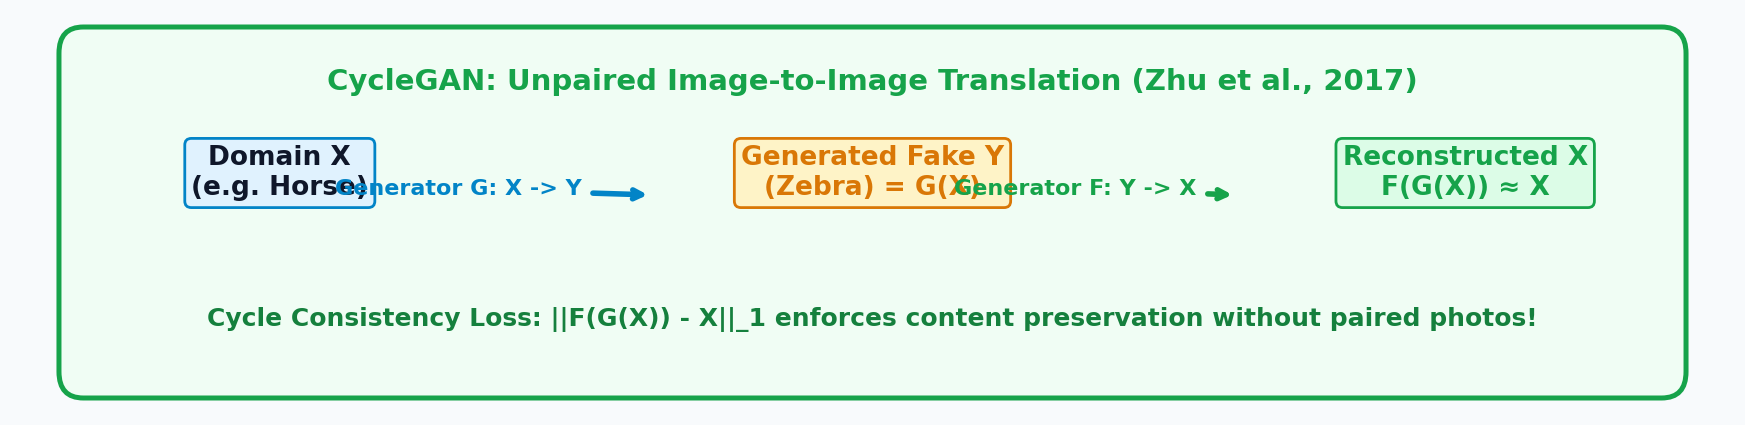 CycleGAN: Unpaired Image-to-Image Translation (Zhu et al., 2017)
Domain X
(e.g. Horse)
Generator G: X -> Y
Generated Fake Y
(Zebra) = G(X)
Generator F: Y -> X
Reconstructed X
F(G(X)) ≈ X
Cycle Consistency Loss: ||F(G(X)) - X||_1 enforces content preservation without paired photos!